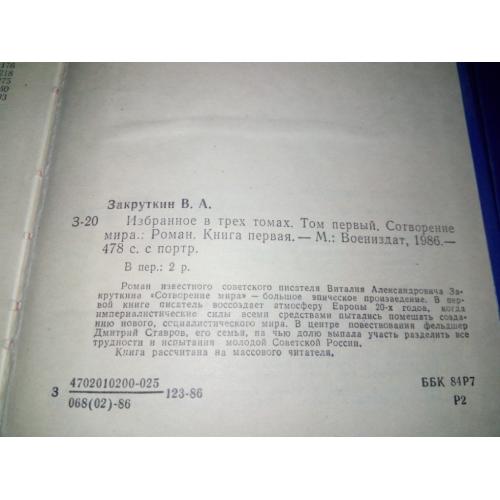 176
218
275
Закруткин В. А.
З-20 Избранное в трех томах. Том первый. Сотворение
мира.: Роман. Книга первая. — М.: Воениздат, 1986.—
478 с. с портр.
В пер.: 2 р.
Роман известного советского писателя Виталия Александровича За-
круткина «Сотворение мира» — большое эпическое произведение. В пер-
вой книге писатель воссоздает атмосферу Европы 20-х годов, когда
империалистические силы всеми средствами пытались помешать созда-
нию нового, социалистического мира. В центре повествования фельдшер
Дмитрий Ставров, его семья, на чью долю выпала участь разделить все
трудности и испытания молодой Советской России.
Книга рассчитана на массового читателя.
З 4702010200-025 123-86 ББК 84Р7
068(02)-86 Р2